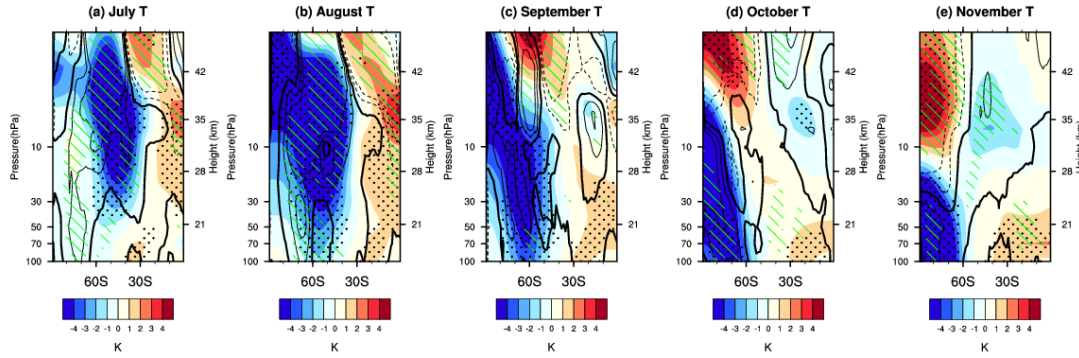 (a) July T
Pressure(hPa)
10
30
50
70
100
42
35
28
21
Height (km)
60S 30S
-4 -3 -2 -1 0 1 2 3 4
K
(b) August T
Pressure(hPa)
10
30
50
70
100
42
35
28
21
Height (km)
60S 30S
-4 -3 -2 -1 0 1 2 3 4
K
(c) September T
Pressure(hPa)
10
30
50
70
100
42
35
28
21
Height (km)
60S 30S
-4 -3 -2 -1 0 1 2 3 4
K
(d) October T
Pressure(hPa)
10
30
50
70
100
42
35
28
21
Height (km)
60S 30S
-4 -3 -2 -1 0 1 2 3 4
K
(e) November T
Pressure(hPa)
10
30
50
70
100
42
35
28
21
Height (km)
60S 30S
-4 -3 -2 -1 0 1 2 3 4
K